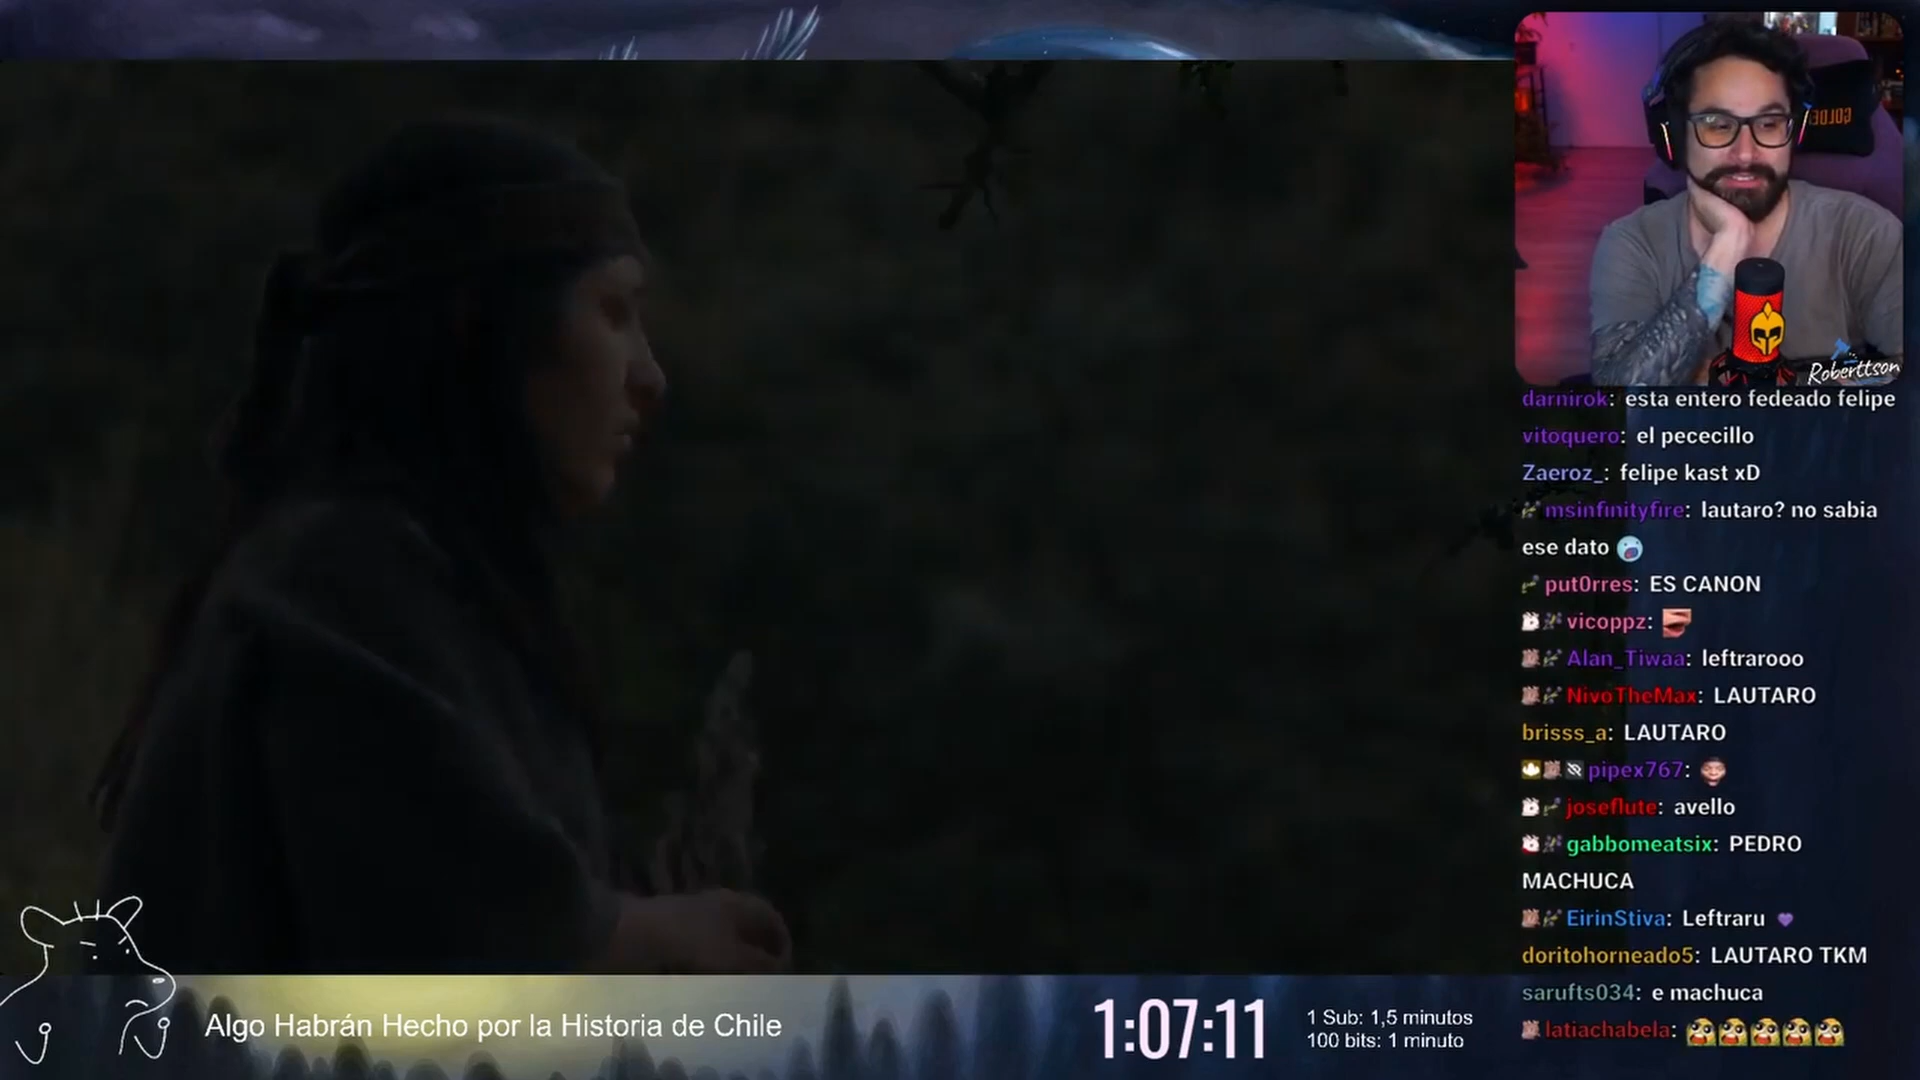 GOLDE
Roberttson
darnirok: esta entero fedeado felipe
vitoquero: el pececillo
Zaeroz_: felipe kast xD
msinfinityfire: lautaro? no sabia
ese dato
put0rres: ES CANON
vicoppz:
Alan_Tiwaa: leftrarooo
NivoTheMax: LAUTARO
brisss_a: LAUTARO
pipex767:
joseflute: avello
gabbomeatsix: PEDRO
MACHUCA
EirinStiva: Leftraru
doritohorneado5: LAUTARO TKM
sarufts034: e machuca
latiachabela:
Algo Habrán Hecho por la Historia de Chile
1:07:11
1 Sub: 1,5 minutos
100 bits: 1 minuto